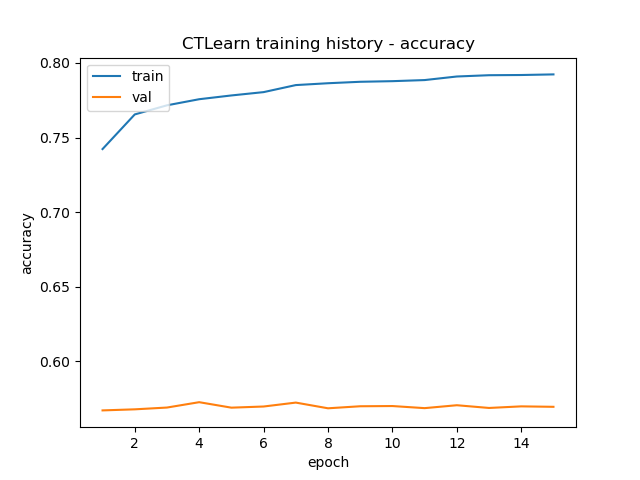 CTLearn training history - accuracy
train
val
accuracy
0.80
0.75
0.70
0.65
0.60
2 4 6 8 10 12 14
epoch